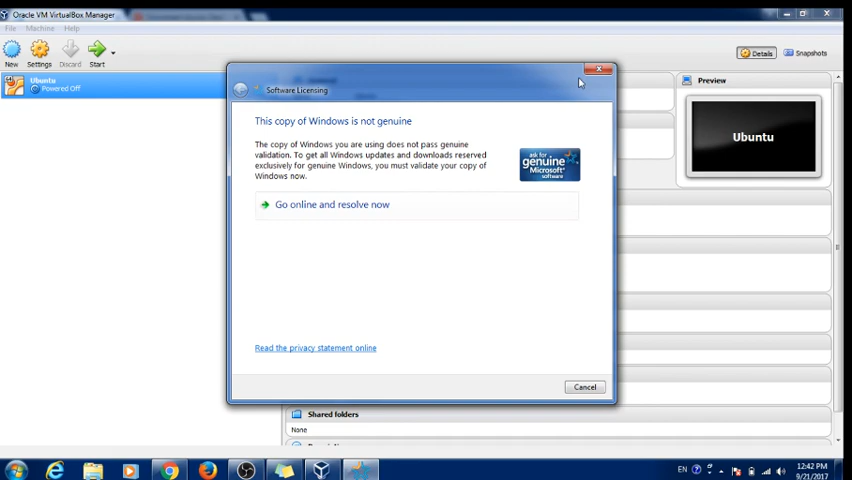 Oracle VM VirtualBox Manager
File Machine Help
New Settings Discard Start
Details Snapshots
Ubuntu
Powered Off
Preview
Ubuntu
Software Licensing
This copy of Windows is not genuine
The copy of Windows you are using does not pass genuine
validation. To get all Windows updates and downloads reserved
exclusively for genuine Windows, you must validate your copy of
Windows now.
ask for
genuine
Microsoft
software
Go online and resolve now
Read the privacy statement online
Cancel
Shared folders
None
EN
12:42 PM
9/21/2017